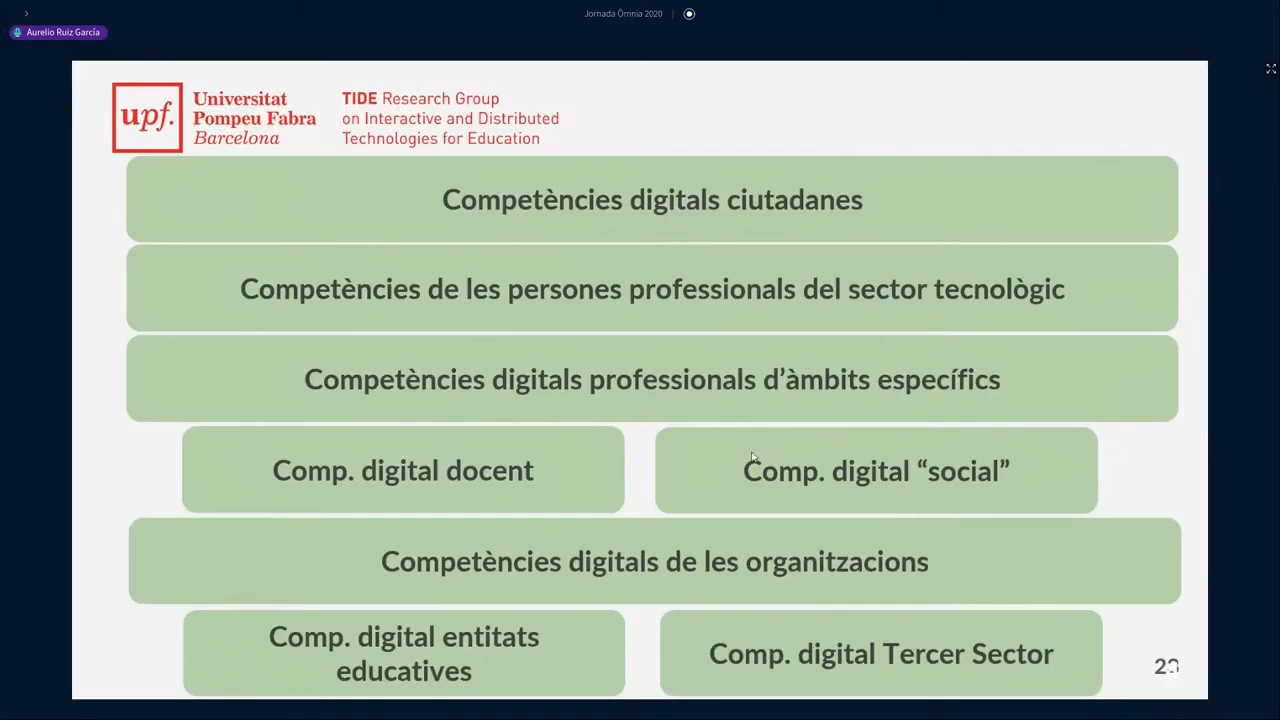 Jornada Òmnia 2020
Aurelio Ruiz García
upf.
Universitat
Pompeu Fabra
Barcelona
TIDE Research Group
on Interactive and Distributed
Technologies for Education
Competències digitals ciutadanes
Competències de les persones professionals del sector tecnològic
Competències digitals professionals d’àmbits específics
Comp. digital docent
Comp. digital “social”
Competències digitals de les organitzacions
Comp. digital entitats
educatives
Comp. digital Tercer Sector